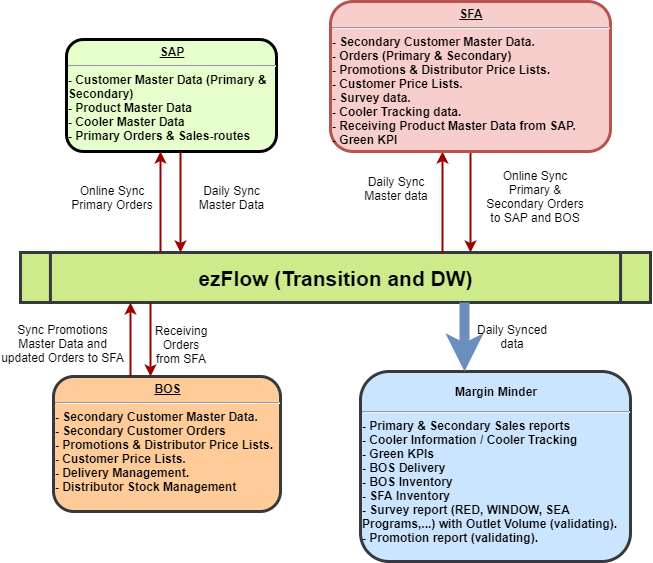 SAP
- Customer Master Data (Primary &
Secondary)
- Product Master Data
- Cooler Master Data
- Primary Orders & Sales-routes
SFA
- Secondary Customer Master Data.
- Orders (Primary & Secondary)
- Promotions & Distributor Price Lists.
- Customer Price Lists.
- Survey data.
- Cooler Tracking data.
- Receiving Product Master Data from SAP.
- Green KPI
Online Sync
Primary Orders
Daily Sync
Master Data
Daily Sync
Master data
Online Sync
Primary &
Secondary Orders
to SAP and BOS
ezFlow (Transition and DW)
Sync Promotions
Master Data and
updated Orders to SFA
Receiving
Orders
from SFA
Daily Synced
data
BOS
- Secondary Customer Master Data.
- Secondary Customer Orders
- Promotions & Distributor Price Lists.
- Customer Price Lists.
- Delivery Management.
- Distributor Stock Management
Margin Minder
- Primary & Secondary Sales reports
- Cooler Information / Cooler Tracking
- Green KPIs
- BOS Delivery
- BOS Inventory
- SFA Inventory
- Survey report (RED, WINDOW, SEA
Programs,...) with Outlet Volume (validating).
- Promotion report (validating).